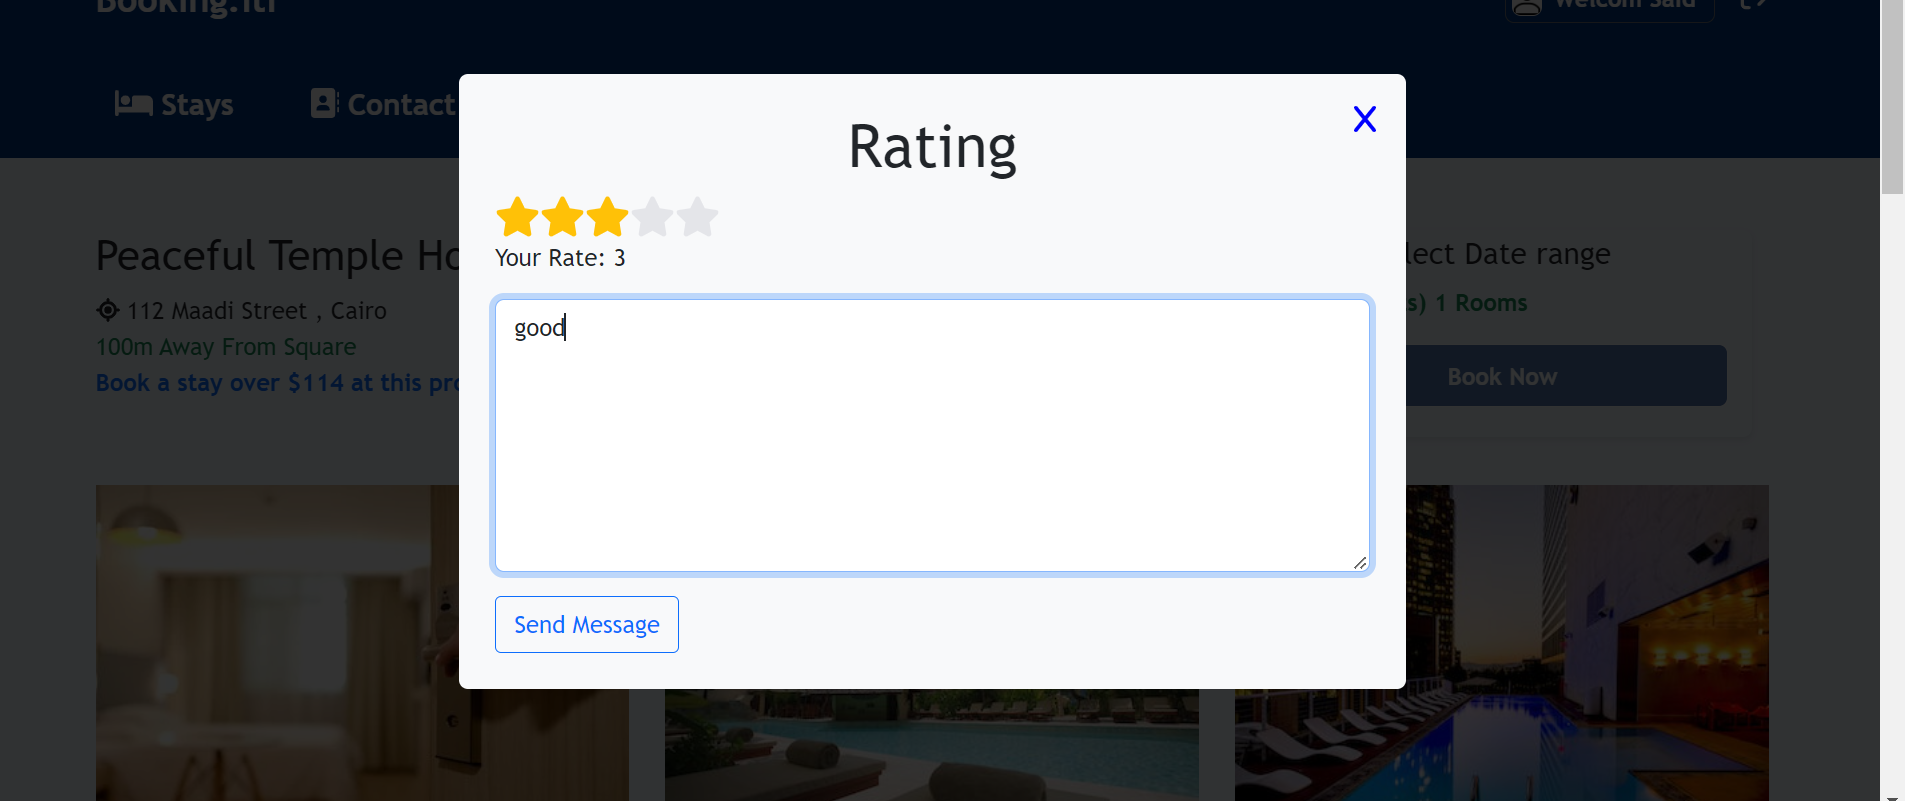 Booking.iti
Welcom Said
Stays
Contact
Rating
X
Your Rate: 3
good
Send Message
Peaceful Temple Ho
112 Maadi Street , Cairo
100m Away From Square
Book a stay over $114 at this pro
lect Date range
s) 1 Rooms
Book Now